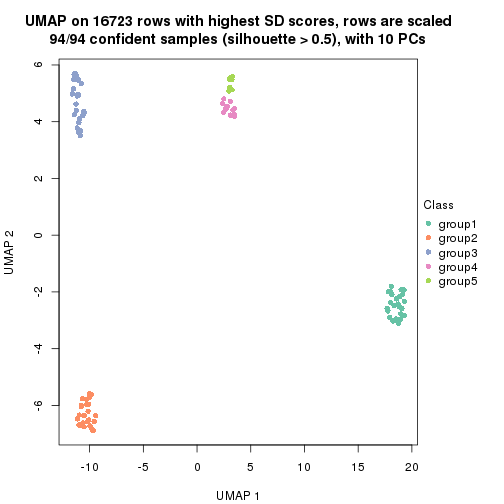 UMAP on 16723 rows with highest SD scores, rows are scaled
94/94 confident samples (silhouette > 0.5), with 10 PCs
6
4
2
0
-2
-4
-6
UMAP 2
-10
-5
0
5
10
15
20
UMAP 1
Class
group1
group2
group3
group4
group5